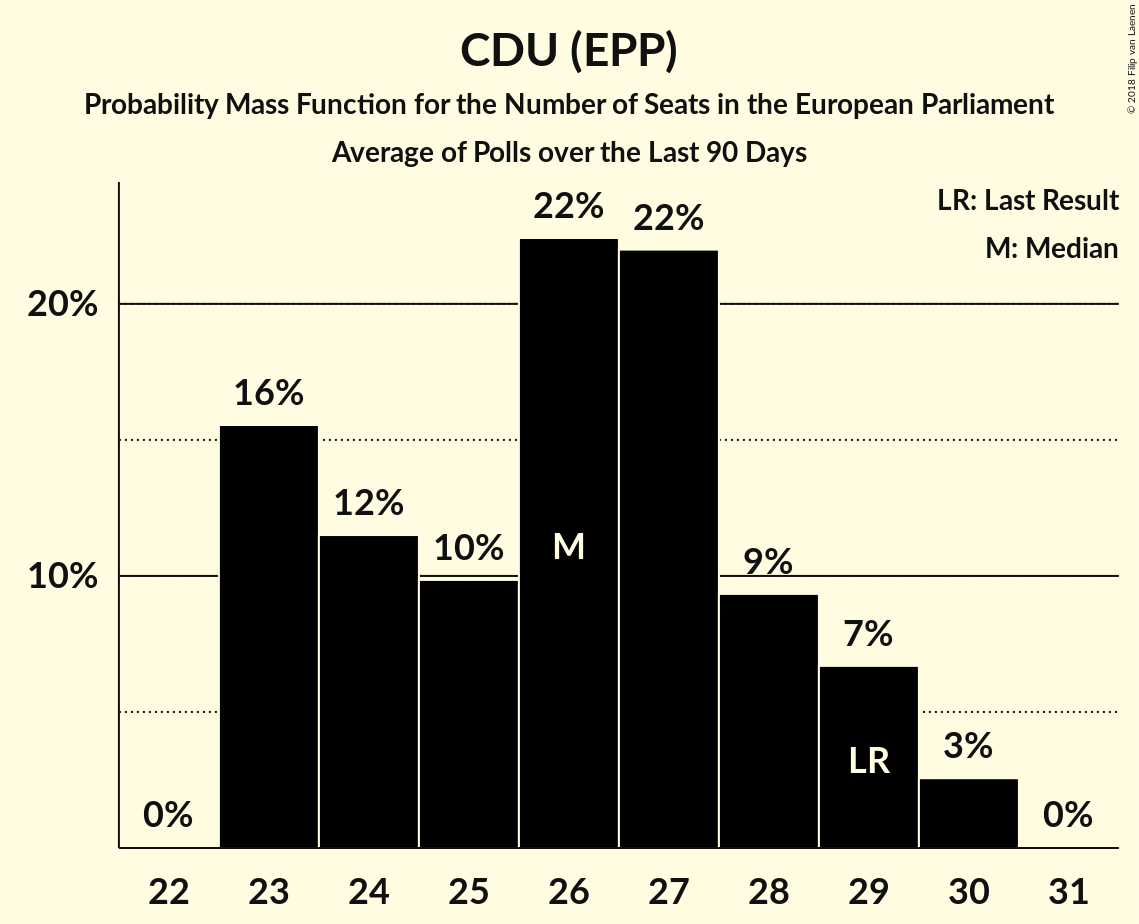 CDU (EPP)
Probability Mass Function for the Number of Seats in the European Parliament
Average of Polls over the Last 90 Days
© 2018 Filip van Laenen
LR: Last Result
M: Median
22%
22%
20%
16%
12%
10%
M
9%
10%
7%
LR
3%
0%
0%
22 23 24 25 26 27 28 29 30 31